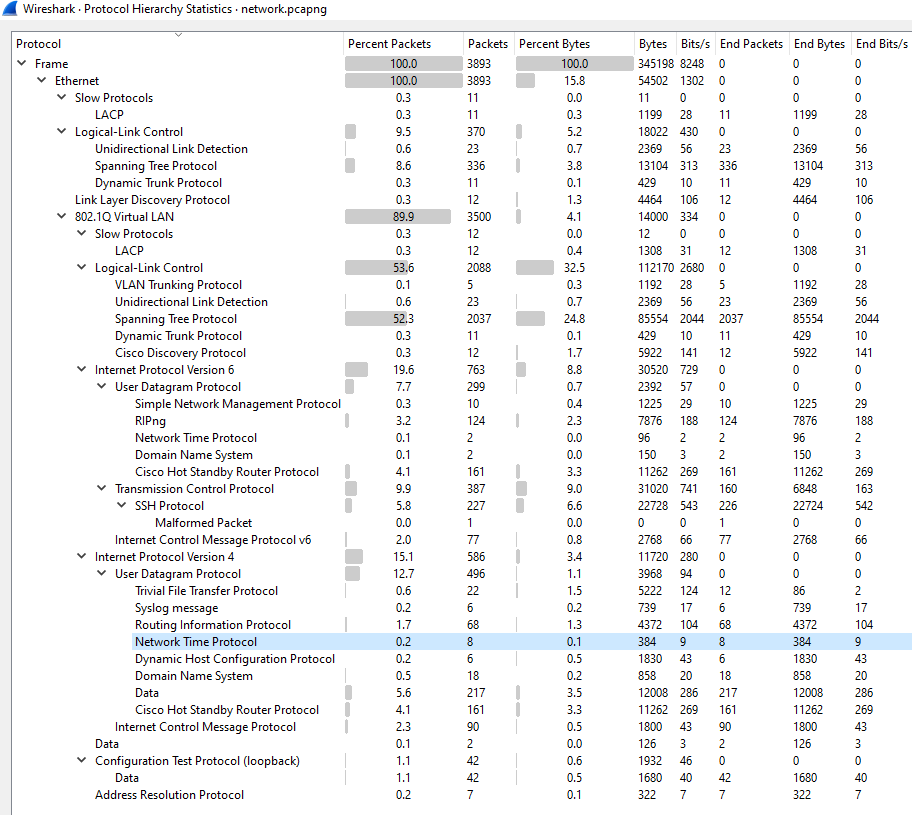 Wireshark · Protocol Hierarchy Statistics · network.pcapng
Protocol Percent Packets Packets Percent Bytes Bytes Bits/s End Packets End Bytes End Bits/s
Frame 100.0 3893 100.0 345198 8248 0 0 0
Ethernet 100.0 3893 15.8 54502 1302 0 0 0
Slow Protocols 0.3 11 0.0 11 0 0 0 0
LACP 0.3 11 0.3 1199 28 11 1199 28
Logical-Link Control 9.5 370 5.2 18022 430 0 0 0
Unidirectional Link Detection 0.6 23 0.7 2369 56 23 2369 56
Spanning Tree Protocol 8.6 336 3.8 13104 313 336 13104 313
Dynamic Trunk Protocol 0.3 11 0.1 429 10 11 429 10
Link Layer Discovery Protocol 0.3 12 1.3 4464 106 12 4464 106
802.1Q Virtual LAN 89.9 3500 4.1 14000 334 0 0 0
Slow Protocols 0.3 12 0.0 12 0 0 0 0
LACP 0.3 12 0.4 1308 31 12 1308 31
Logical-Link Control 53.6 2088 32.5 112170 2680 0 0 0
VLAN Trunking Protocol 0.1 5 0.3 1192 28 5 1192 28
Unidirectional Link Detection 0.6 23 0.7 2369 56 23 2369 56
Spanning Tree Protocol 52.3 2037 24.8 85554 2044 2037 85554 2044
Dynamic Trunk Protocol 0.3 11 0.1 429 10 11 429 10
Cisco Discovery Protocol 0.3 12 1.7 5922 141 12 5922 141
Internet Protocol Version 6 19.6 763 8.8 30520 729 0 0 0
User Datagram Protocol 7.7 299 0.7 2392 57 0 0 0
Simple Network Management Protocol 0.3 10 0.4 1225 29 10 1225 29
RIPng 3.2 124 2.3 7876 188 124 7876 188
Network Time Protocol 0.1 2 0.0 96 2 2 96 2
Domain Name System 0.1 2 0.0 150 3 2 150 3
Cisco Hot Standby Router Protocol 4.1 161 3.3 11262 269 161 11262 269
Transmission Control Protocol 9.9 387 9.0 31020 741 160 6848 163
SSH Protocol 5.8 227 6.6 22728 543 226 22724 542
Malformed Packet 0.0 1 0.0 0 0 1 0 0
Internet Control Message Protocol v6 2.0 77 0.8 2768 66 77 2768 66
Internet Protocol Version 4 15.1 586 3.4 11720 280 0 0 0
User Datagram Protocol 12.7 496 1.1 3968 94 0 0 0
Trivial File Transfer Protocol 0.6 22 1.5 5222 124 12 86 2
Syslog message 0.2 6 0.2 739 17 6 739 17
Routing Information Protocol 1.7 68 1.3 4372 104 68 4372 104
Network Time Protocol 0.2 8 0.1 384 9 8 384 9
Dynamic Host Configuration Protocol 0.2 6 0.5 1830 43 6 1830 43
Domain Name System 0.5 18 0.2 858 20 18 858 20
Data 5.6 217 3.5 12008 286 217 12008 286
Cisco Hot Standby Router Protocol 4.1 161 3.3 11262 269 161 11262 269
Internet Control Message Protocol 2.3 90 0.5 1800 43 90 1800 43
Data 0.1 2 0.0 126 3 2 126 3
Configuration Test Protocol (loopback) 1.1 42 0.6 1932 46 0 0 0
Data 1.1 42 0.5 1680 40 42 1680 40
Address Resolution Protocol 0.2 7 0.1 322 7 7 322 7